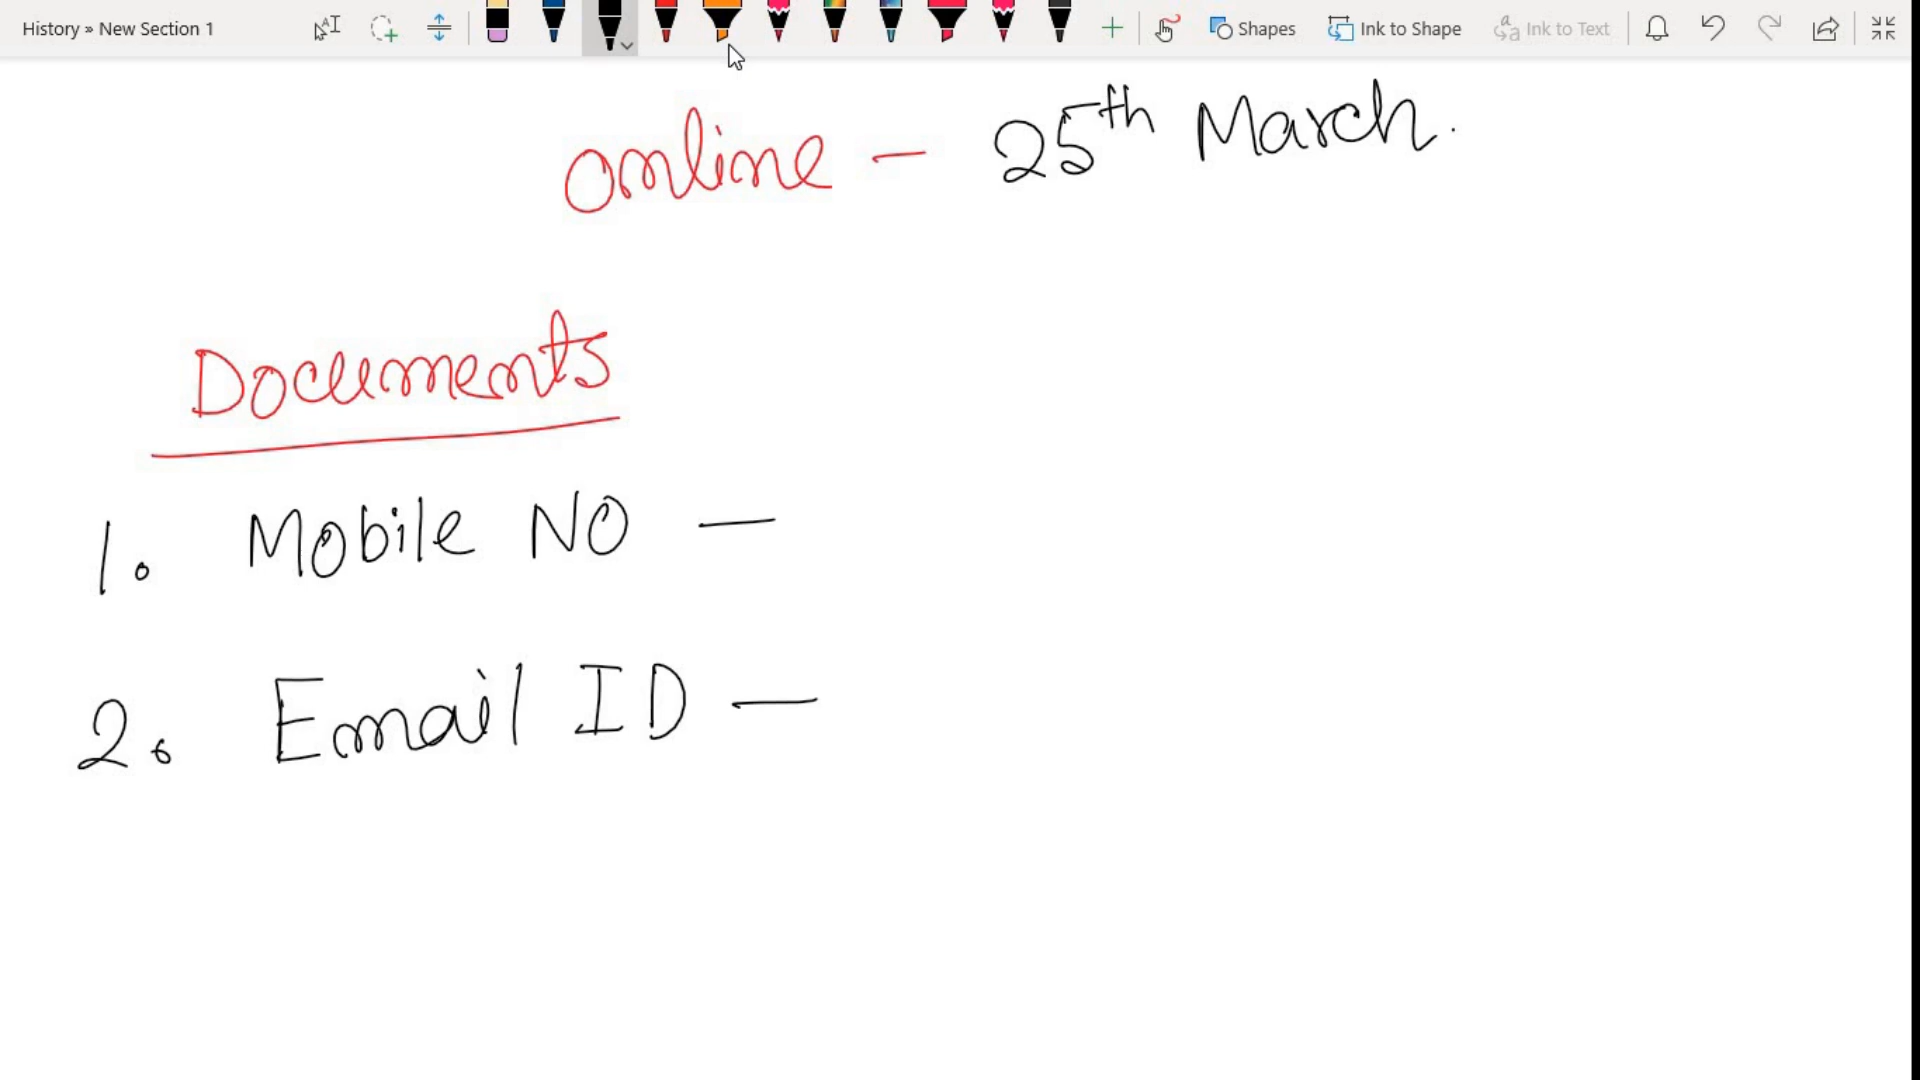 History » New Section 1
Shapes
Ink to Shape
Ink to Text
online - 25th March.
Documents
1. Mobile NO —
2. Email ID —